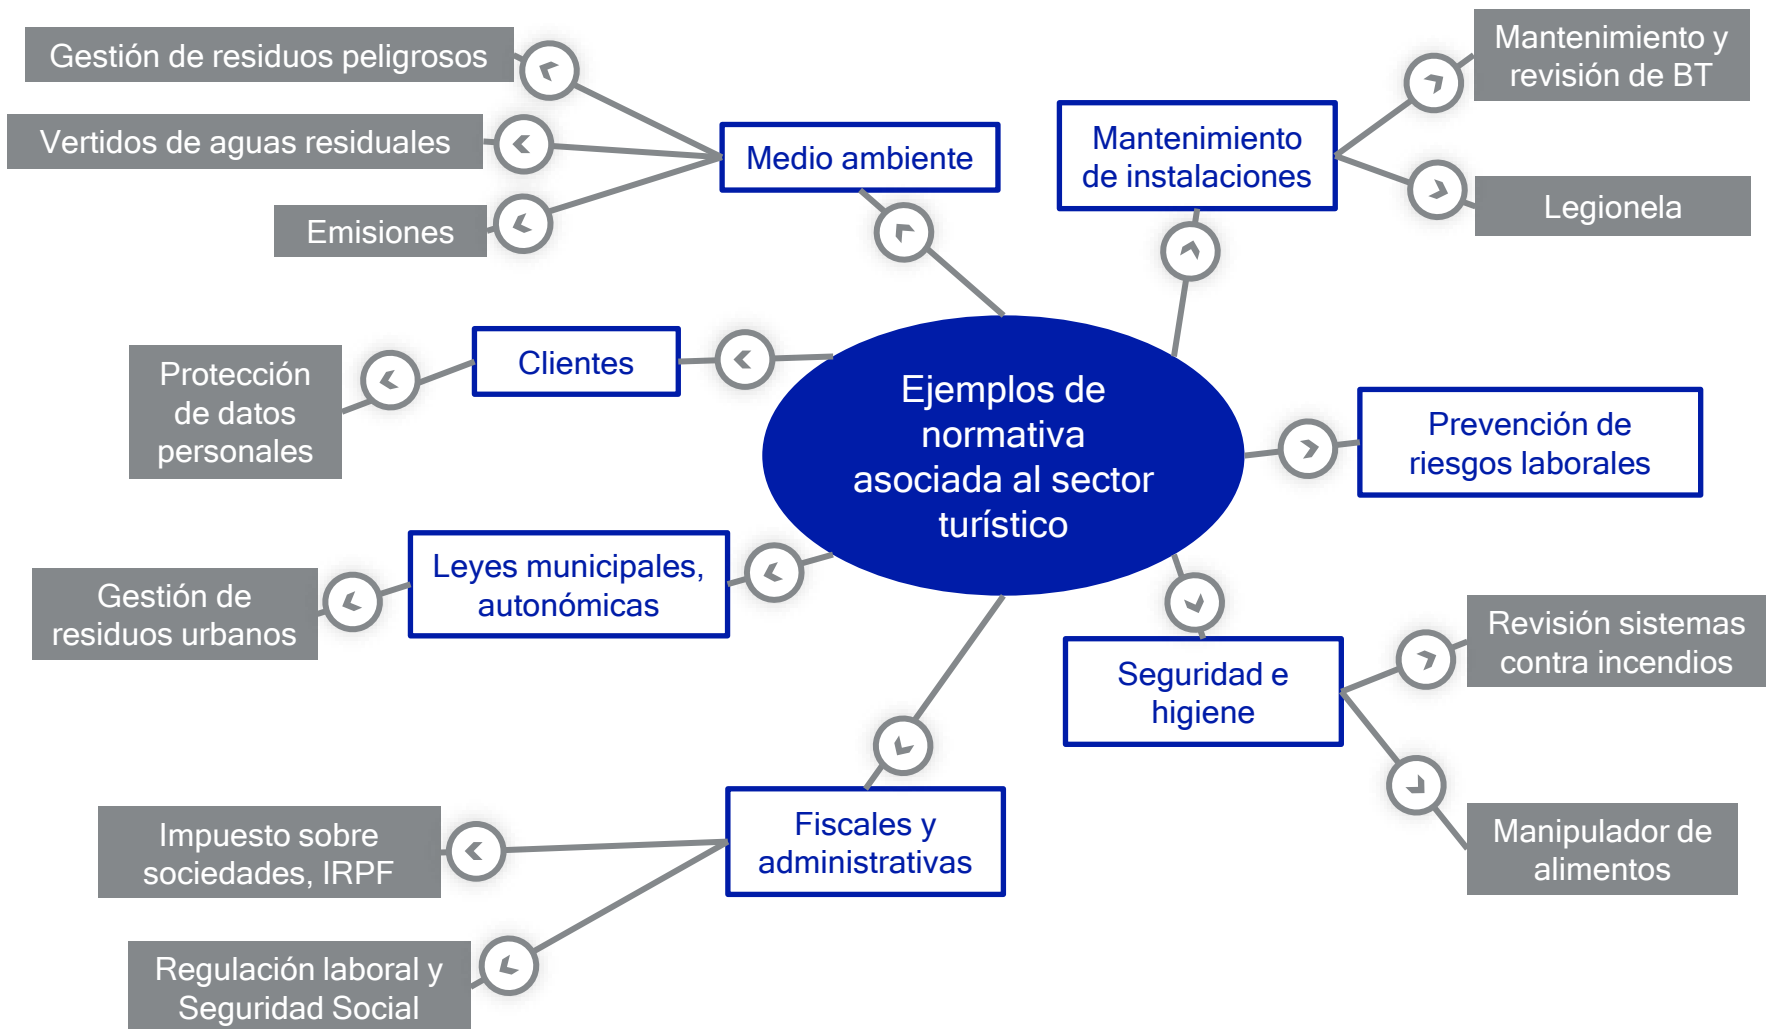 Gestión de residuos peligrosos
Vertidos de aguas residuales
Emisiones
Medio ambiente
Mantenimiento
de instalaciones
Mantenimiento y
revisión de BT
Legionela
Protección
de datos
personales
Clientes
Ejemplos de
normativa
asociada al sector
turístico
Prevención de
riesgos laborales
Gestión de
residuos urbanos
Leyes municipales,
autonómicas
Seguridad e
higiene
Revisión sistemas
contra incendios
Manipulador de
alimentos
Fiscales y
administrativas
Impuesto sobre
sociedades, IRPF
Regulación laboral y
Seguridad Social